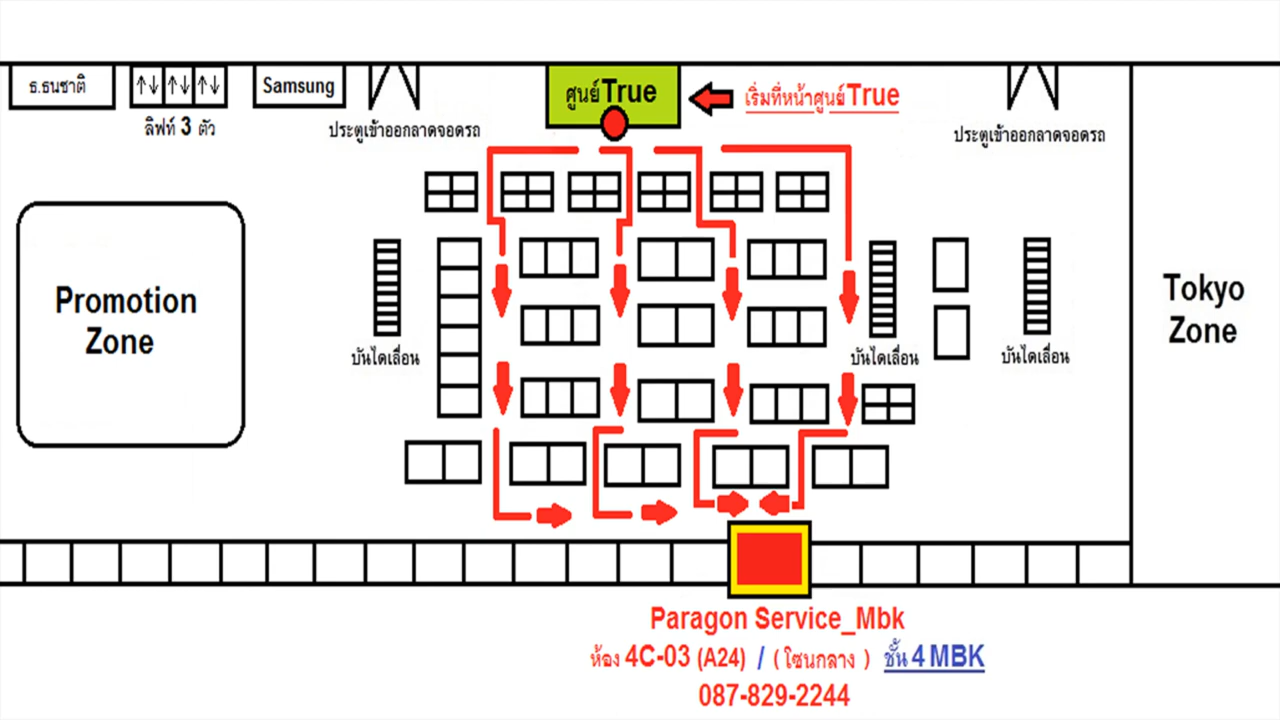 ธ.ธนชาติ
↑↓ ↑↓ ↑↓
ลิฟท์ 3 ตัว
Samsung
ประตูเข้าออกลาดจอดรถ
ศูนย์ True
เริ่มที่หน้าศูนย์ True
ประตูเข้าออกลาดจอดรถ
Promotion
Zone
บันไดเลื่อน
บันไดเลื่อน
บันไดเลื่อน
Tokyo
Zone
Paragon Service_Mbk
ห้อง 4C-03 (A24) / ( โซนกลาง ) ชั้น 4 MBK
087-829-2244